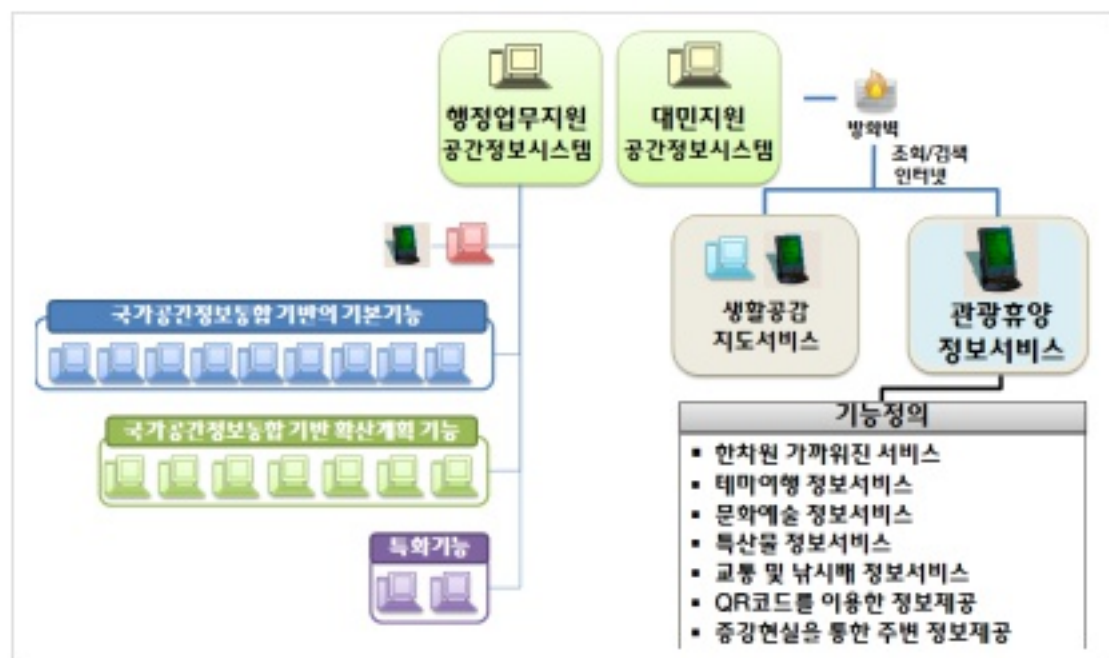 행정업무지원
공간정보시스템
대민지원
공간정보시스템
방화벽
조회/검색
인터넷
국가공간정보통합 기반의 기본기능
국가공간정보통합 기반 확산계획 기능
특화기능
생활공감
지도서비스
관광휴양
정보서비스
기능정의
▪ 한차원 가까워진 서비스
▪ 테마여행 정보서비스
▪ 문화예술 정보서비스
▪ 특산물 정보서비스
▪ 교통 및 낚시배 정보서비스
▪ QR코드를 이용한 정보제공
▪ 증강현실을 통한 주변 정보제공